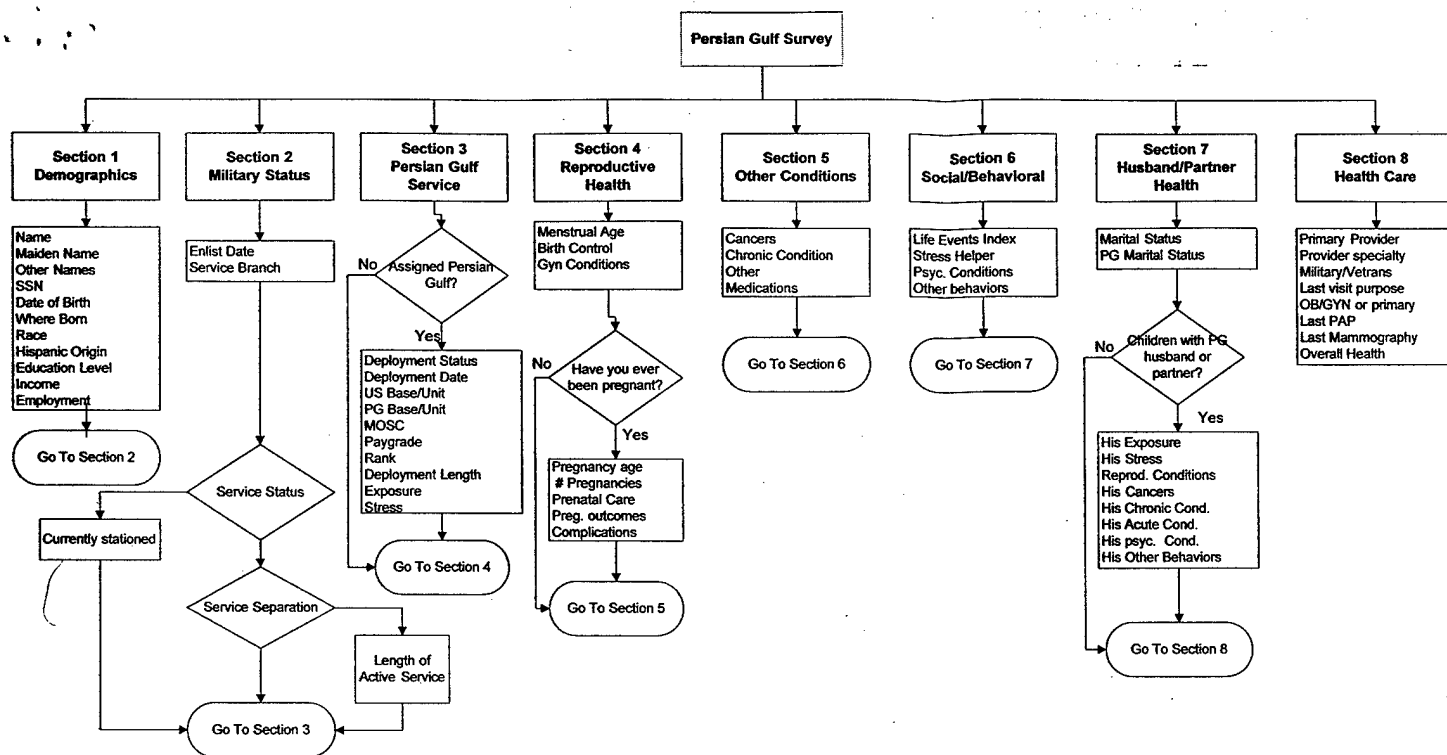 Persian Gulf Survey
Section 1
Demographics
Name
Maiden Name
Other Names
SSN
Date of Birth
Where Born
Race
Hispanic Origin
Education Level
Income
Employment
Go To Section 2
Section 2
Military Status
Enlist Date
Service Branch
Service Status
Currently stationed
Service Separation
Length of
Active Service
Go To Section 3
Section 3
Persian Gulf
Service
Assigned Persian
Gulf?
No
Yes
Deployment Status
Deployment Date
US Base/Unit
PG Base/Unit
MOSC
Paygrade
Rank
Deployment Length
Exposure
Stress
Go To Section 4
Section 4
Reproductive
Health
Menstrual Age
Birth Control
Gyn Conditions
Have you ever
been pregnant?
No
Yes
Pregnancy age
# Pregnancies
Prenatal Care
Preg. outcomes
Complications
Go To Section 5
Section 5
Other Conditions
Cancers
Chronic Condition
Other
Medications
Go To Section 6
Section 6
Social/Behavioral
Life Events Index
Stress Helper
Psyc. Conditions
Other behaviors
Go To Section 7
Section 7
Husband/Partner
Health
Marital Status
PG Marital Status
Children with PG
husband or
partner?
No
Yes
His Exposure
His Stress
Reprod. Conditions
His Cancers
His Chronic Cond.
His Acute Cond.
His psyc. Cond.
His Other Behaviors
Go To Section 8
Section 8
Health Care
Primary Provider
Provider specialty
Military/Vetrans
Last visit purpose
OB/GYN or primary
Last PAP
Last Mammography
Overall Health